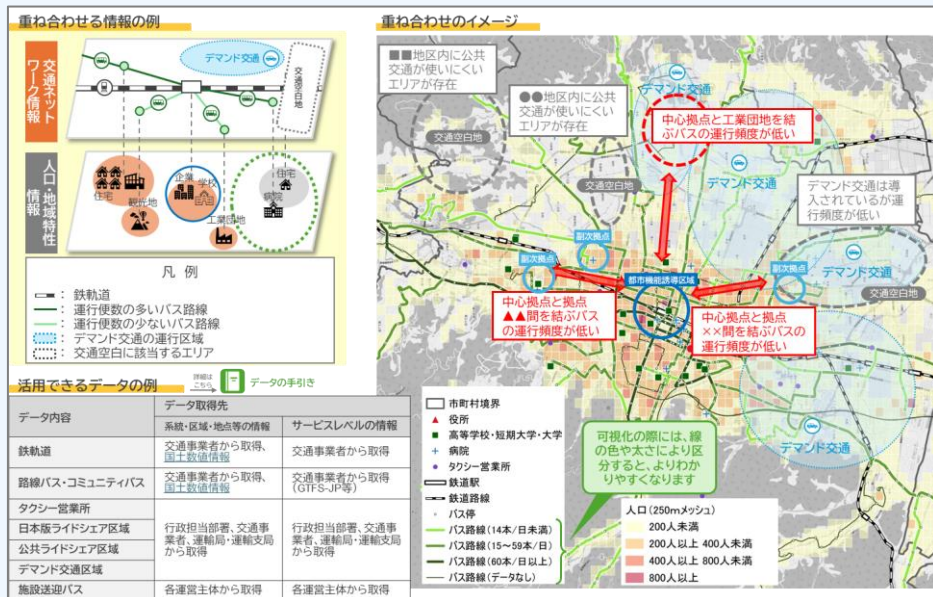 重ね合わせる情報の例
交通ネット
ワーク情報
デマンド交通
交通空白地
人口・地域特性
情報
住宅
観光地
企業
学校
工業団地
住宅
病院
凡 例
： 鉄軌道
： 運行便数の多いバス路線
： 運行便数の少ないバス路線
： デマンド交通の運行区域
： 交通空白に該当するエリア
活用できるデータの例
詳細は
こちら
データの手引き
データ内容
データ取得先
系統・区域・地点等の情報
サービスレベルの情報
鉄軌道
交通事業者から取得、
国土数値情報
交通事業者から取得
路線バス・コミュニティバス
交通事業者から取得、
国土数値情報
交通事業者から取得
(GTFS-JP等)
タクシー営業所
日本版ライドシェア区域
公共ライドシェア区域
デマンド交通区域
行政担当部署、交通事
業者、運輸局・運輸支局
から取得
行政担当部署、交通事
業者、運輸局・運輸支局
から取得
施設送迎バス
各運営主体から取得
各運営主体から取得
重ね合わせのイメージ
■■地区内に公共
交通が使いにくい
エリアが存在
●●地区内に公共
交通が使いにくい
エリアが存在
交通空白地
交通空白地
デマンド交通
中心拠点と工業団地を結
ぶバスの運行頻度が低い
デマンド交通
デマンド交通は導
入されているが運
行頻度が低い
デマンド交通
交通空白地
副次拠点
副次拠点
副次拠点
都市機能誘導区域
中心拠点と拠点
▲▲間を結ぶバス
の運行頻度が低い
中心拠点と拠点
××間を結ぶバスの
運行頻度が低い
デマンド交通
可視化の際には、線
の色や太さにより区
分すると、よりわか
りやすくなります
市町村境界
役所
高等学校・短期大学・大学
病院
タクシー営業所
鉄道駅
鉄道路線
バス停
バス路線(14本/日未満)
バス路線(15～59本/日)
バス路線(60本/日以上)
バス路線(データなし)
人口(250mメッシュ)
200人未満
200人以上 400人未満
400人以上 800人未満
800人以上